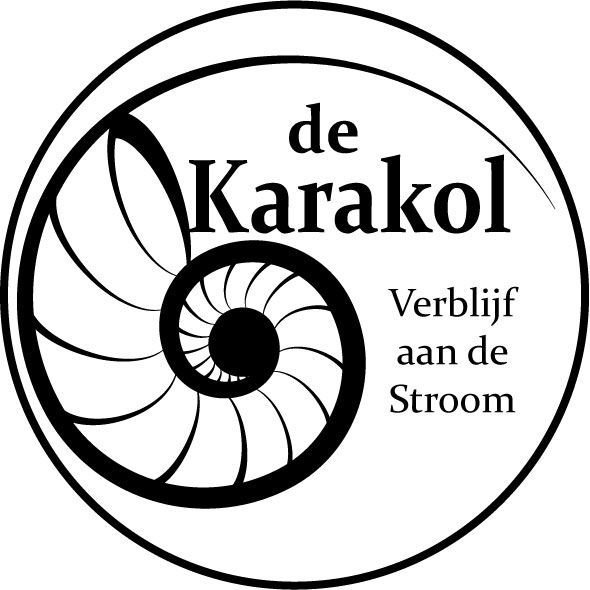 de
Karakol
Verblijf
aan de
Stroom